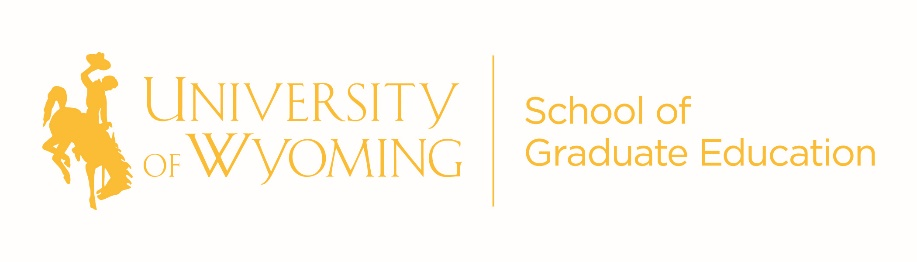 UNIVERSITY
OF WYOMING
School of
Graduate Education